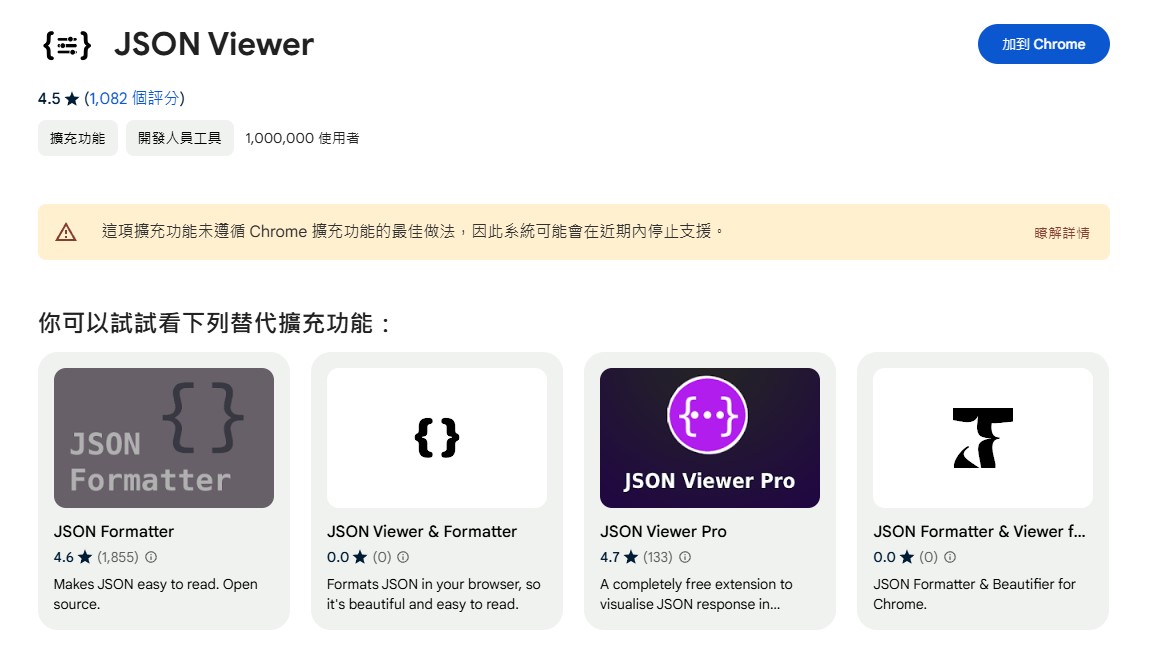 JSON Viewer
加到 Chrome
4.5 ★ (1,082 個評分)
擴充功能 開發人員工具 1,000,000 使用者
這項擴充功能未遵循 Chrome 擴充功能的最佳做法，因此系統可能會在近期內停止支援。
瞭解詳情
你可以試試看下列替代擴充功能：
JSON
Formatter
JSON Formatter
4.6 ★ (1,855)
Makes JSON easy to read. Open
source.
JSON Viewer & Formatter
0.0 ★ (0)
Formats JSON in your browser, so
it's beautiful and easy to read.
JSON Viewer Pro
JSON Viewer Pro
4.7 ★ (133)
A completely free extension to
visualise JSON response in...
JSON Formatter & Viewer f...
0.0 ★ (0)
JSON Formatter & Beautifier for
Chrome.